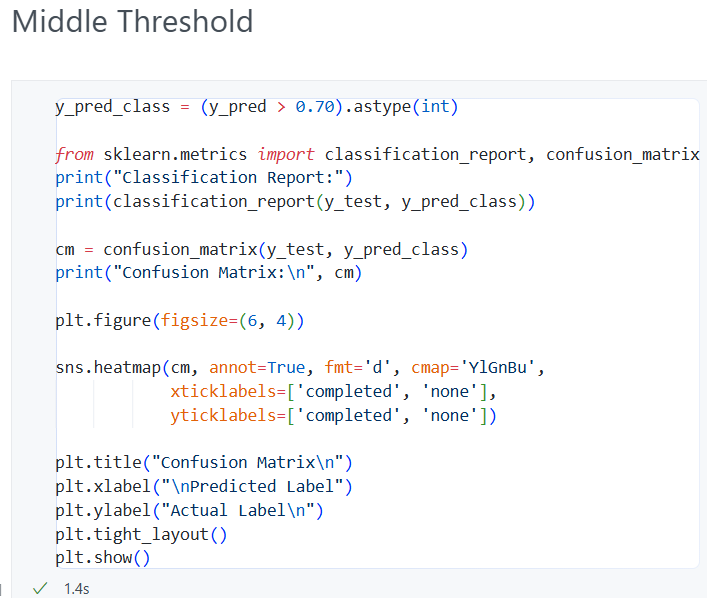 Middle Threshold
y_pred_class = (y_pred > 0.70).astype(int)
from sklearn.metrics import classification_report, confusion_matrix
print("Classification Report:")
print(classification_report(y_test, y_pred_class))
cm = confusion_matrix(y_test, y_pred_class)
print("Confusion Matrix:\n", cm)
plt.figure(figsize=(6, 4))
sns.heatmap(cm, annot=True, fmt='d', cmap='YlGnBu',
xticklabels=['completed', 'none'],
yticklabels=['completed', 'none'])
plt.title("Confusion Matrix\n")
plt.xlabel("\nPredicted Label")
plt.ylabel("Actual Label\n")
plt.tight_layout()
plt.show()
1.4s